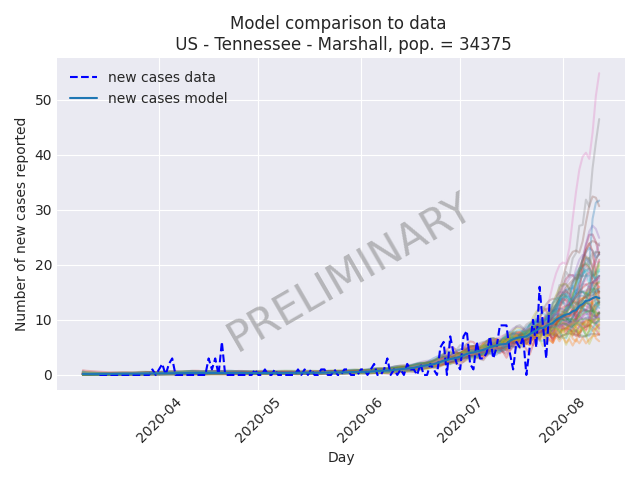 Model comparison to data
US - Tennessee - Marshall, pop. = 34375
new cases data
new cases model
Number of new cases reported
50
40
30
20
10
0
PRELIMINARY
2020-04
2020-05
2020-06
2020-07
2020-08
Day